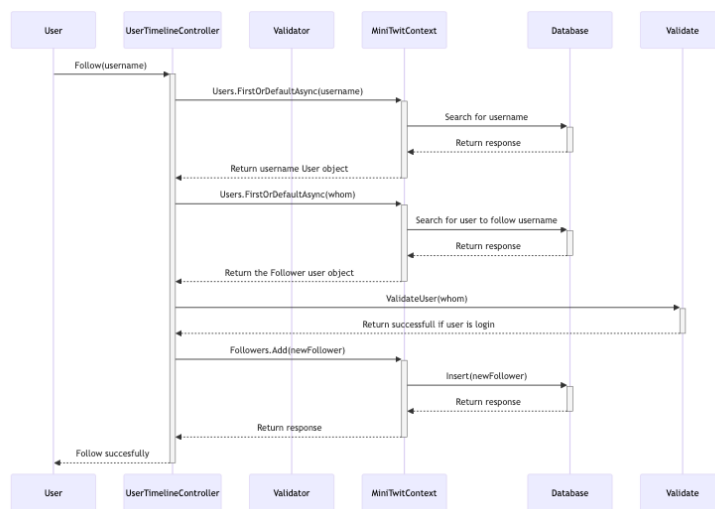 User UserTimelineController Validator MiniTwitContext Database Validate
Follow(username)
Users.FirstOrDefaultAsync(username)
Search for username
Return response
Return username User object
Users.FirstOrDefaultAsync(whom)
Search for user to follow username
Return response
Return the Follower user object
ValidateUser(whom)
Return successfull if user is login
Followers.Add(newFollower)
Insert(newFollower)
Return response
Return response
Follow succesfully
User UserTimelineController Validator MiniTwitContext Database Validate